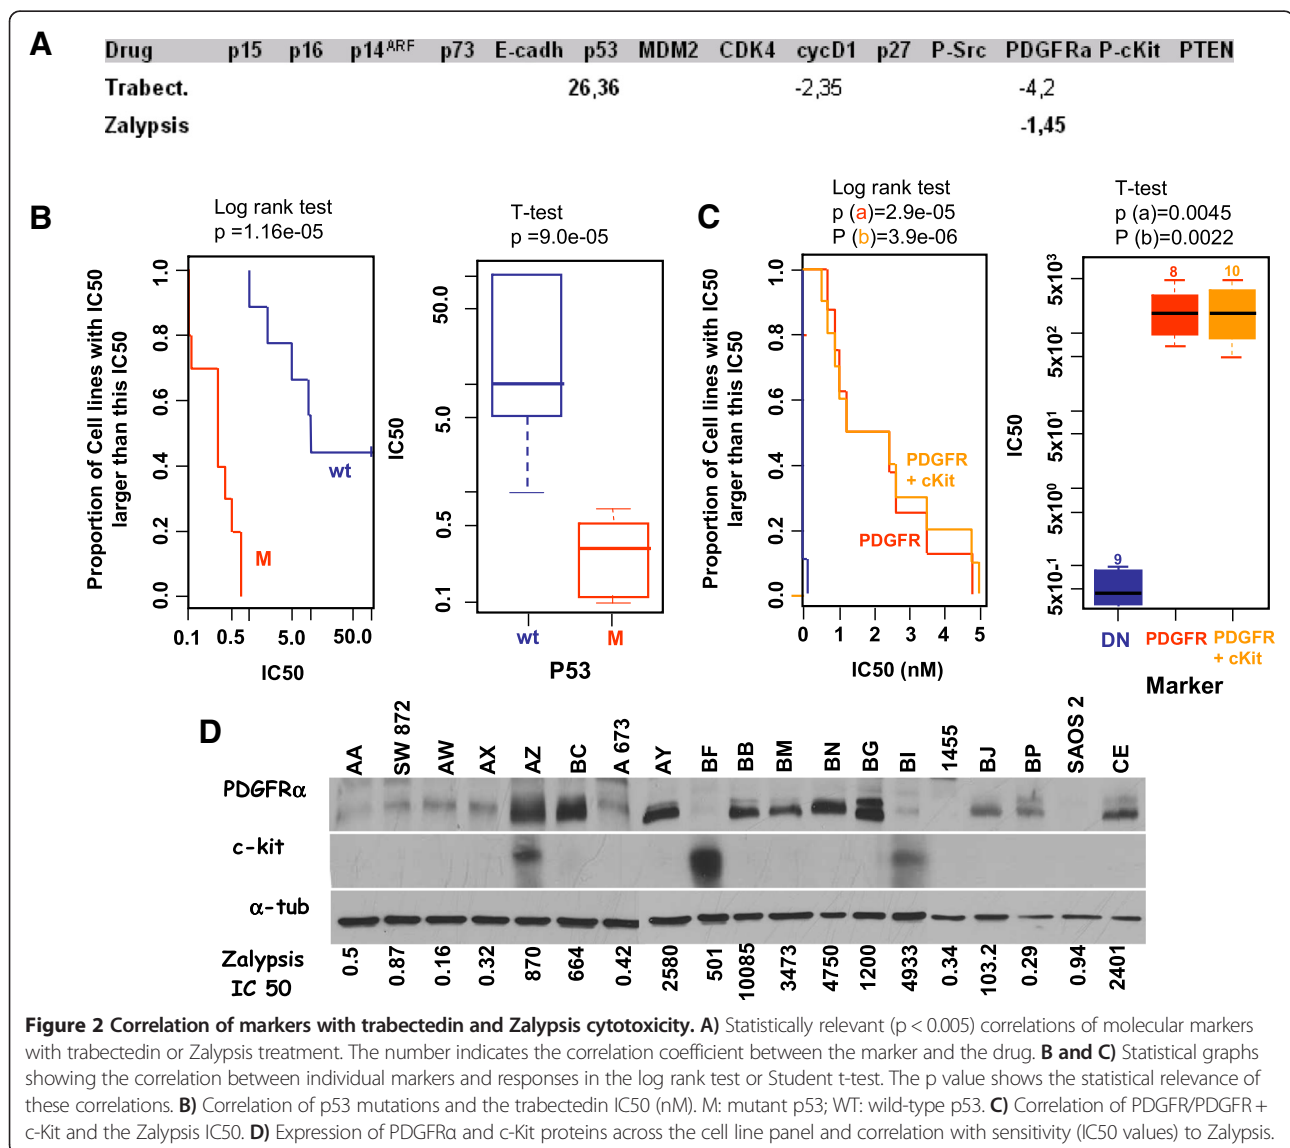 A
Drug p15 p16 p14ARF p73 E-cadh p53 MDM2 CDK4 cycD1 p27 P-Src PDGFRa P-cKit PTEN
Trabect. 26,36 -2,35 -4,2
Zalypsis -1,45
B
Log rank test
p =1.16e-05
Proportion of Cell lines with IC50
larger than this IC50
1.0
0.8
0.6
0.4
0.2
0.0
wt
M
0.1 0.5 5.0 50.0
IC50
T-test
p =9.0e-05
IC50
50.0
5.0
0.5
0.1
wt M
P53
C
Log rank test
p (a)=2.9e-05
P (b)=3.9e-06
Proportion of Cell lines with IC50
larger than this IC50
1.0
0.8
0.6
0.4
0.2
0.0
PDGFR
+ cKit
PDGFR
0 1 2 3 4 5
IC50 (nM)
T-test
p (a)=0.0045
P (b)=0.0022
IC50
5x103
5x102
5x101
5x100
5x10-1
8 10
9
DN PDGFR PDGFR
+ cKit
Marker
D
AA SW 872 AW AX AZ BC A 673 AY BF BB BM BN BG BI 1455 BJ BP SAOS 2 CE
PDGFRα
c-kit
α-tub
Zalypsis
IC 50
0.5 0.87 0.16 0.32 870 664 0.42 2580 501 10085 3473 4750 1200 4933 0.34 103.2 0.29 0.94 2401
Figure 2 Correlation of markers with trabectedin and Zalypsis cytotoxicity. A) Statistically relevant (p < 0.005) correlations of molecular markers
with trabectedin or Zalypsis treatment. The number indicates the correlation coefficient between the marker and the drug. B and C) Statistical graphs
showing the correlation between individual markers and responses in the log rank test or Student t-test. The p value shows the statistical relevance of
these correlations. B) Correlation of p53 mutations and the trabectedin IC50 (nM). M: mutant p53; WT: wild-type p53. C) Correlation of PDGFR/PDGFR +
c-Kit and the Zalypsis IC50. D) Expression of PDGFRα and c-Kit proteins across the cell line panel and correlation with sensitivity (IC50 values) to Zalypsis.